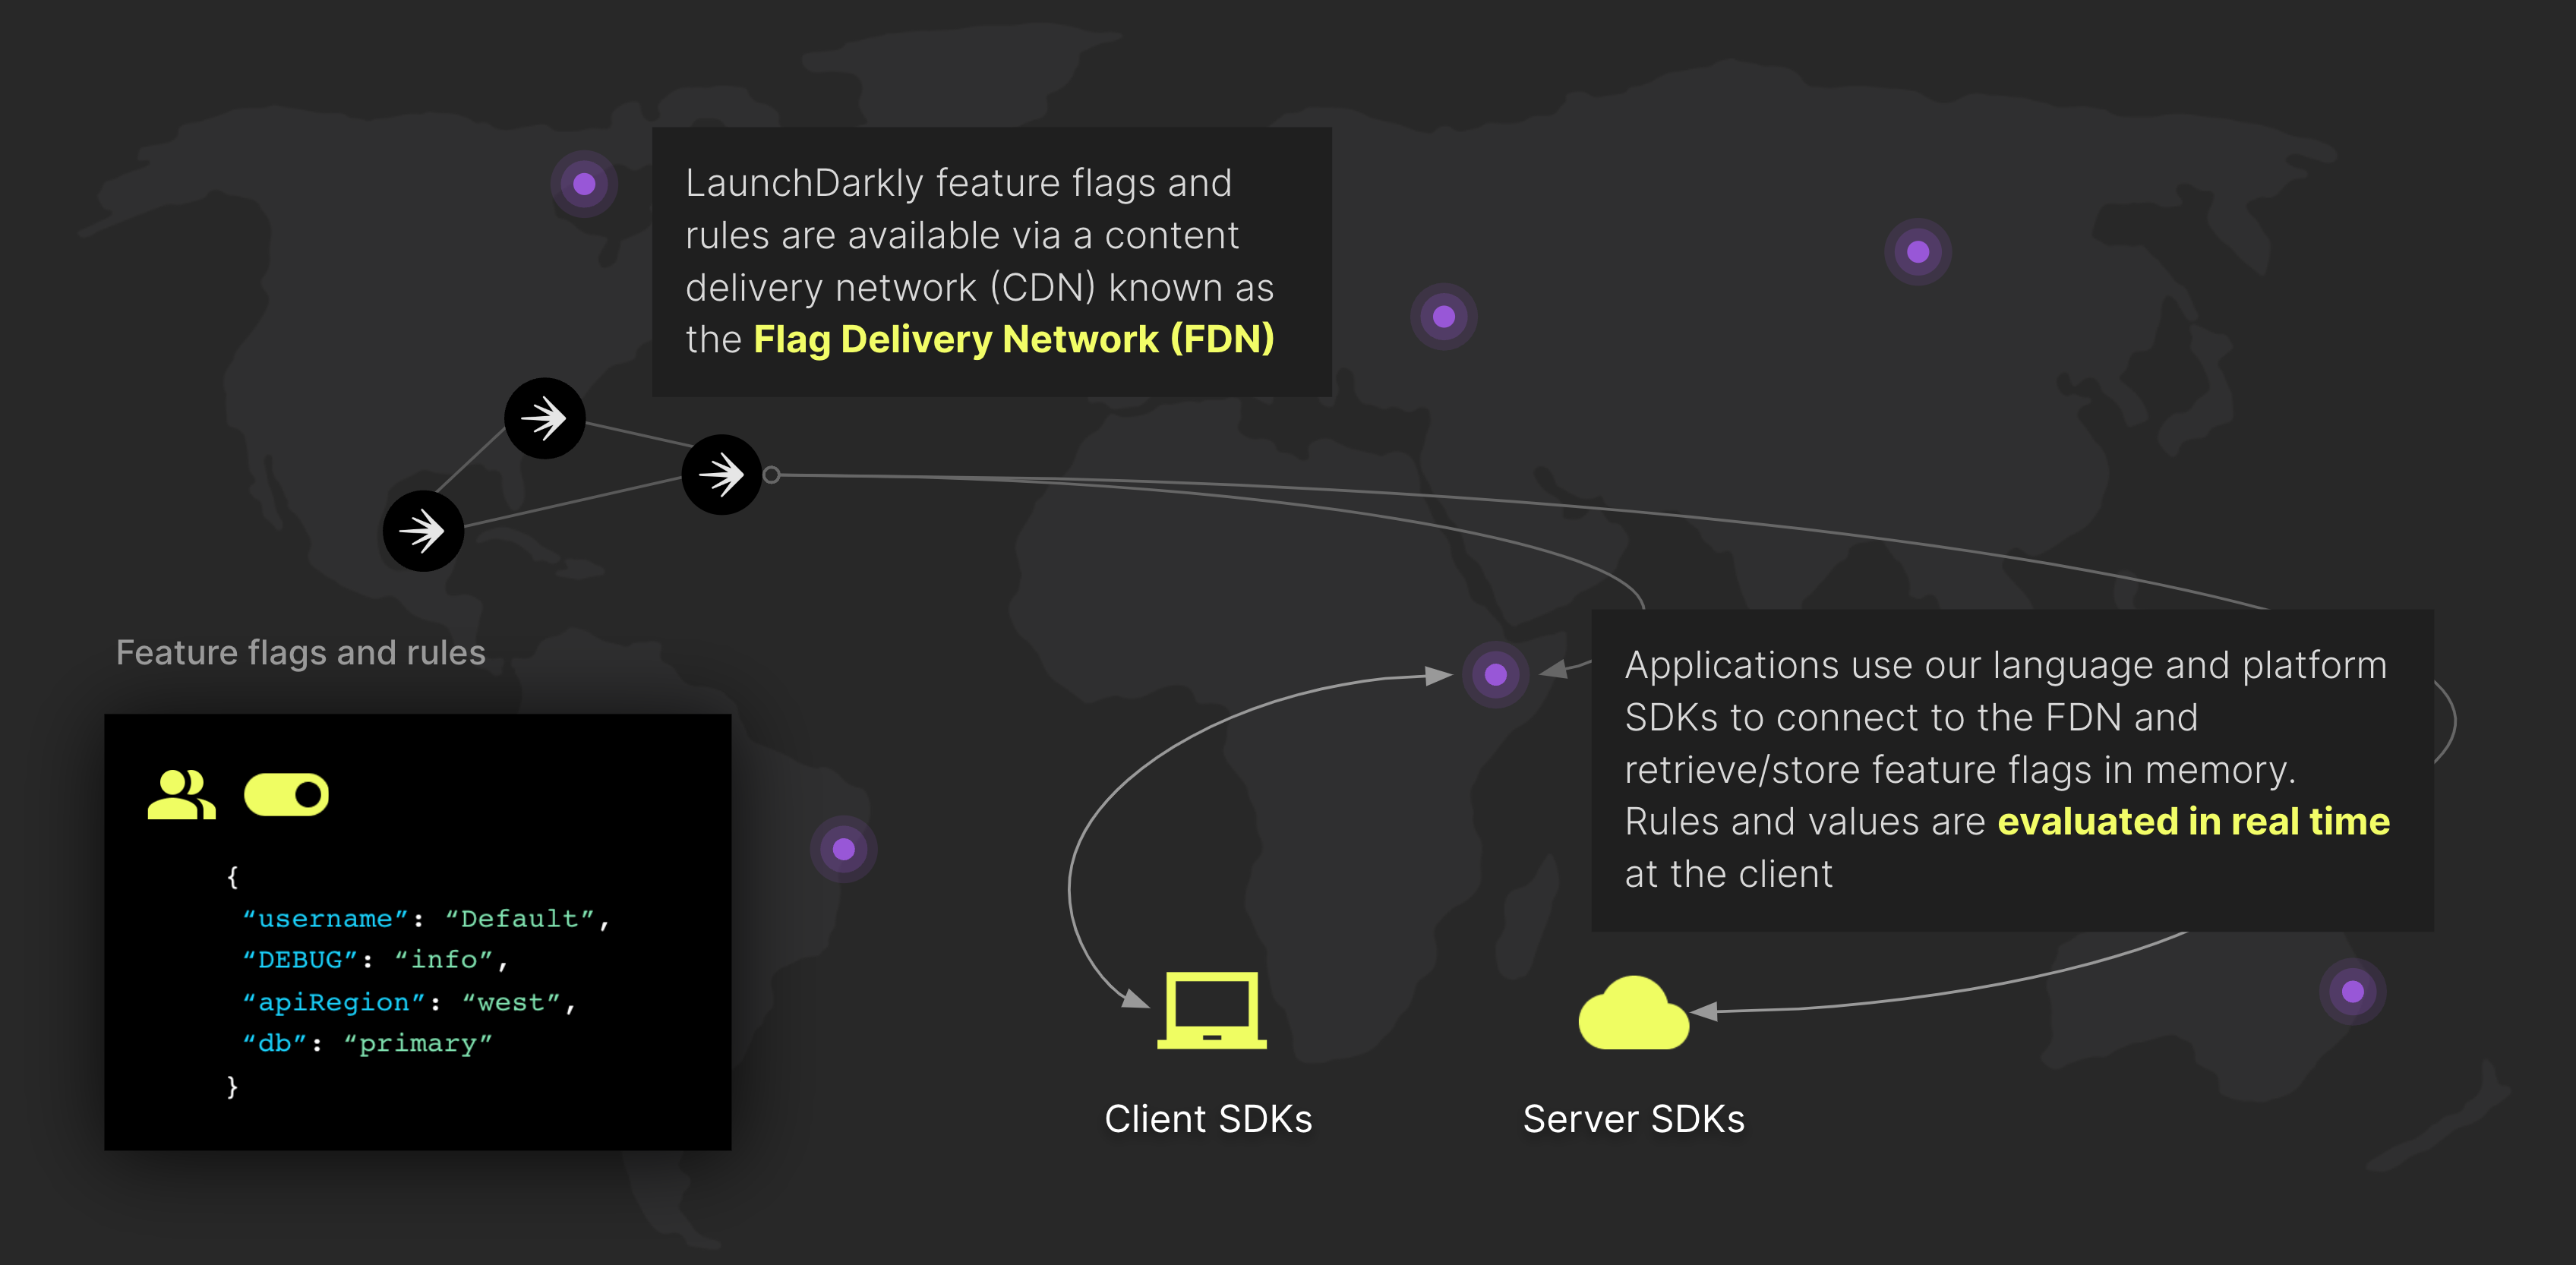 LaunchDarkly feature flags and
rules are available via a content
delivery network (CDN) known as
the Flag Delivery Network (FDN)
Feature flags and rules
{
“username”: “Default”,
“DEBUG”: “info”,
“apiRegion”: “west”,
“db”: “primary”
}
Applications use our language and platform
SDKs to connect to the FDN and
retrieve/store feature flags in memory.
Rules and values are evaluated in real time
at the client
Client SDKs
Server SDKs